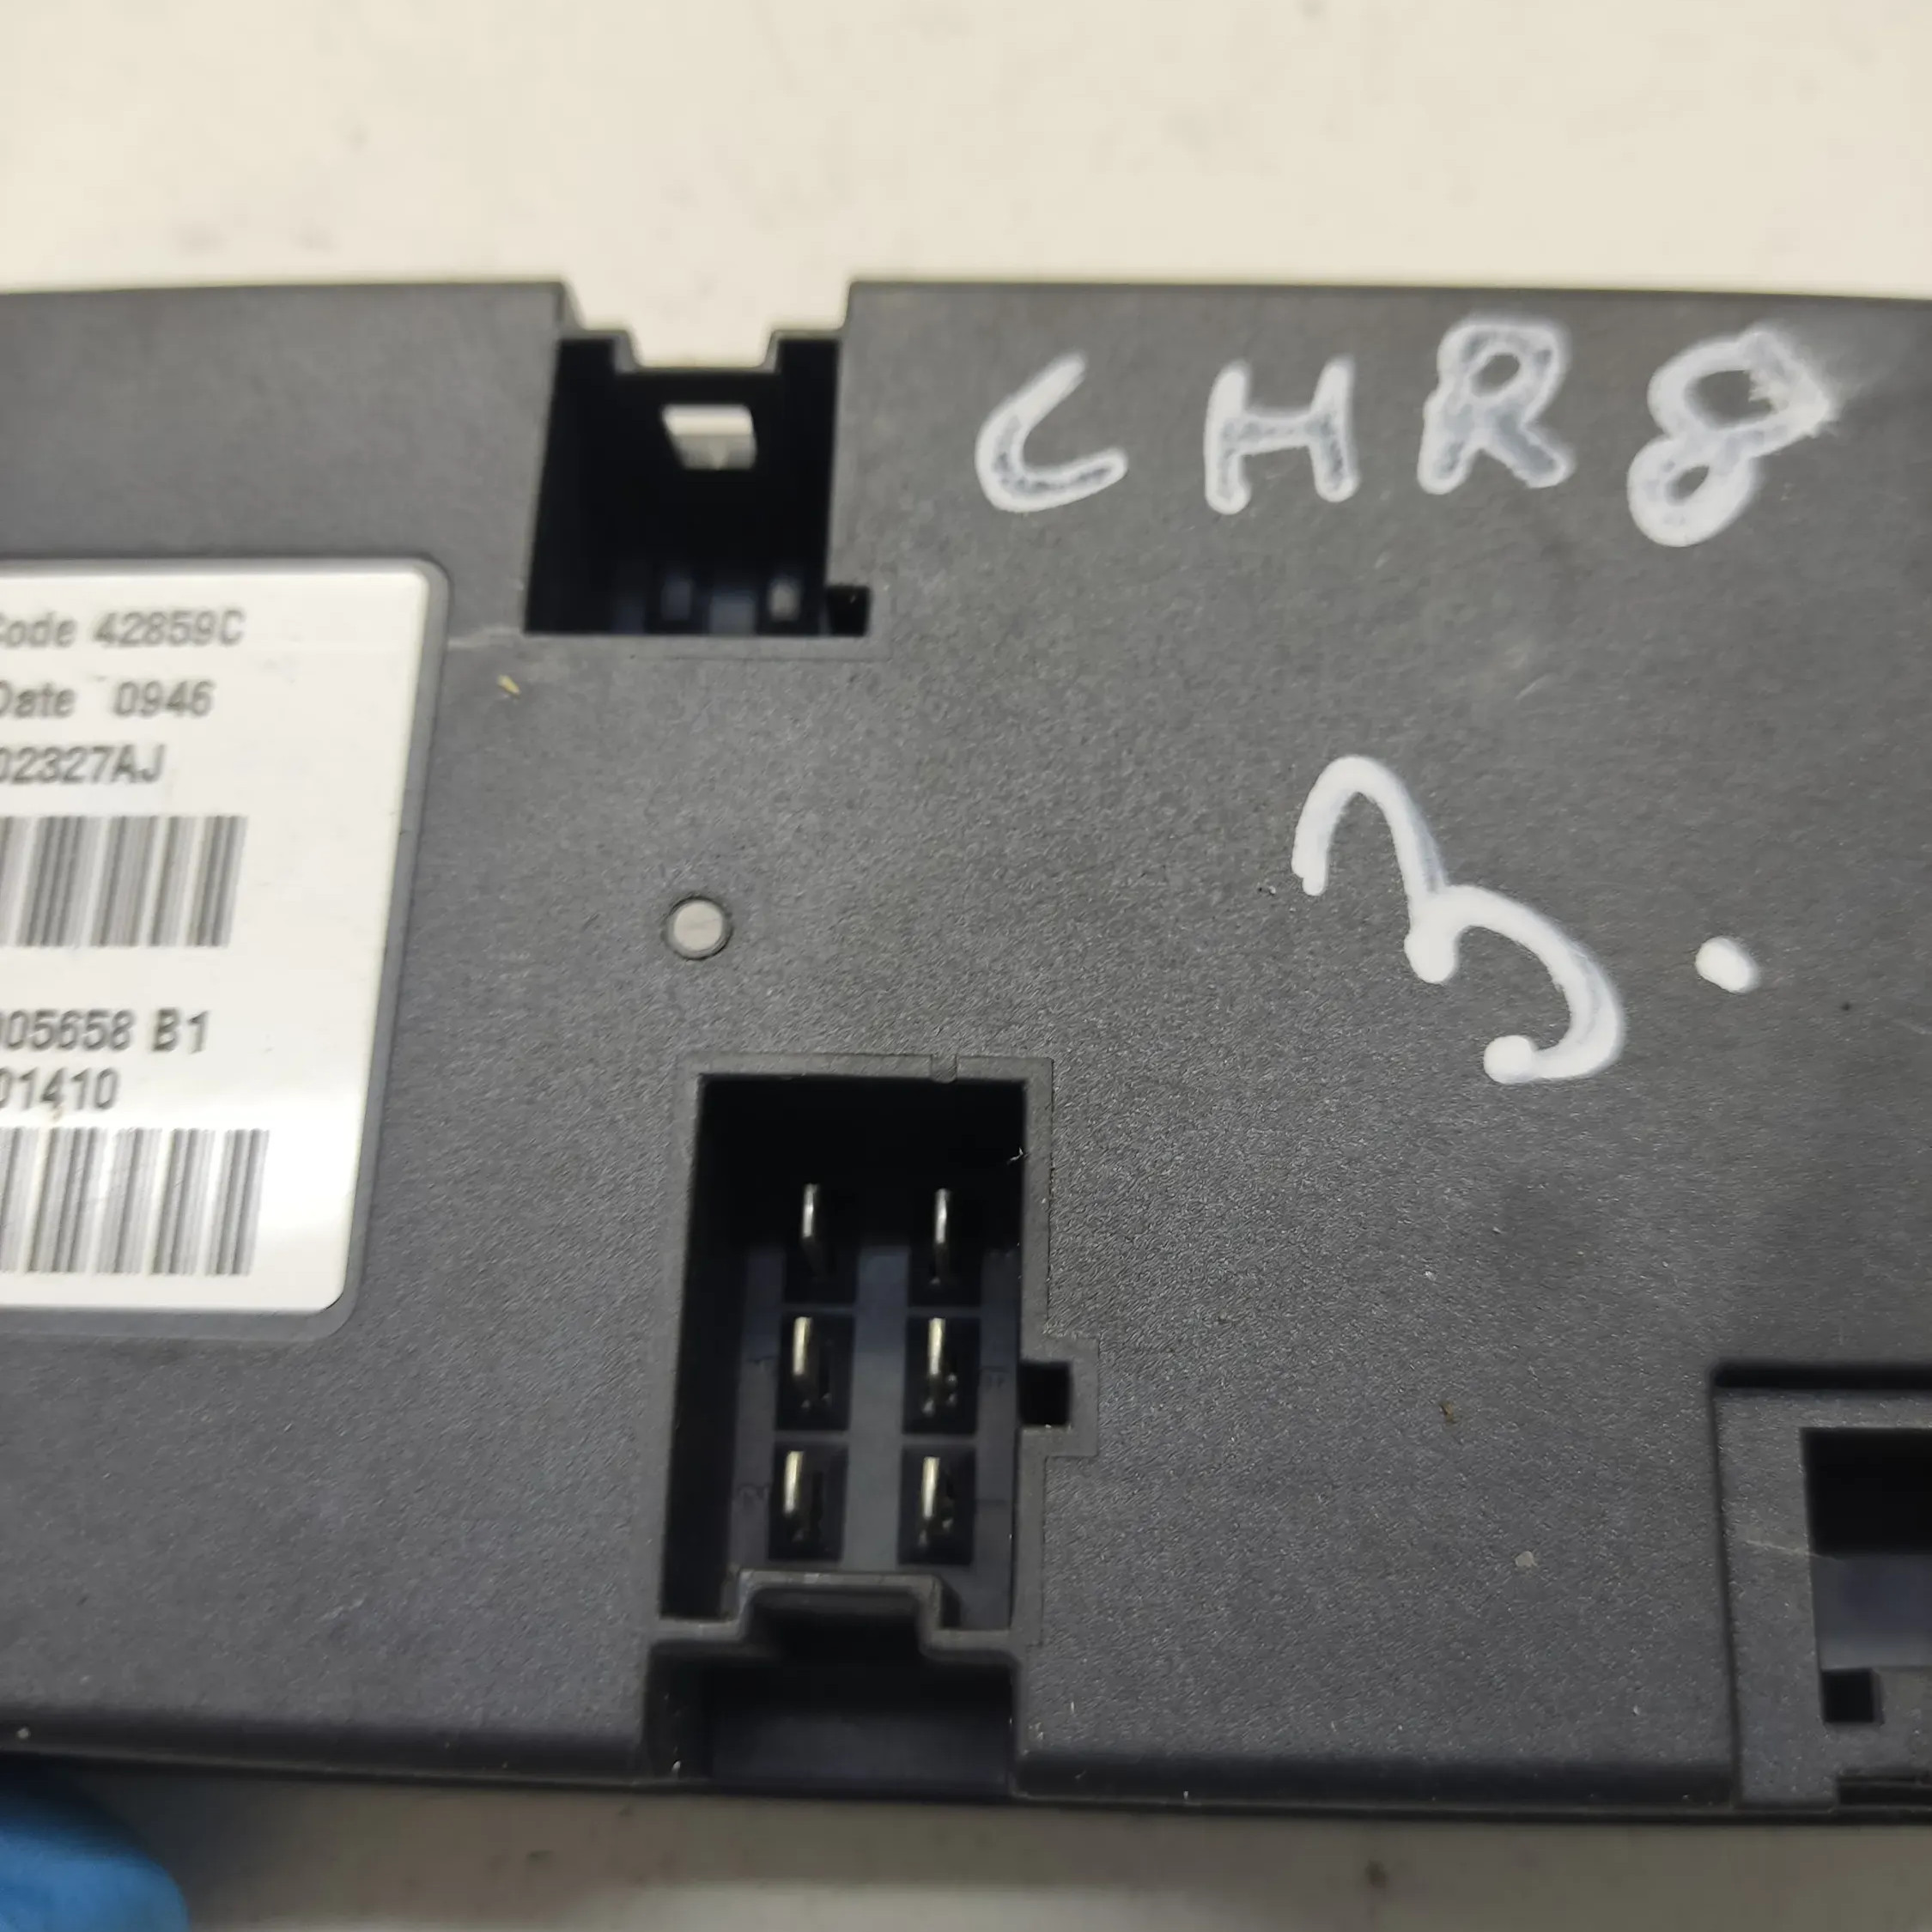 CHR8
3.
Code 42859C
Date 0946
02327AJ
005658 B1
01410